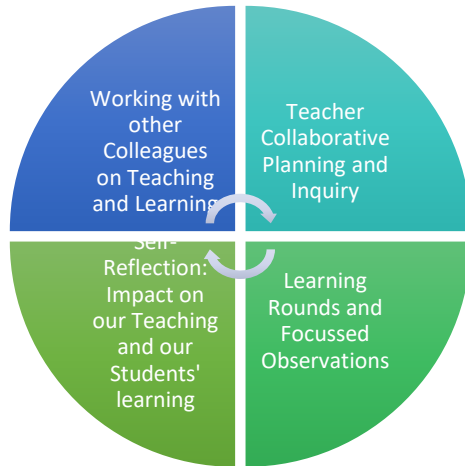 Working with
other
Colleagues
on Teaching
and Learning
Teacher
Collaborative
Planning and
Inquiry
Self-
Reflection:
Impact on
our Teaching
and our
Students'
learning
Learning
Rounds and
Focussed
Observations